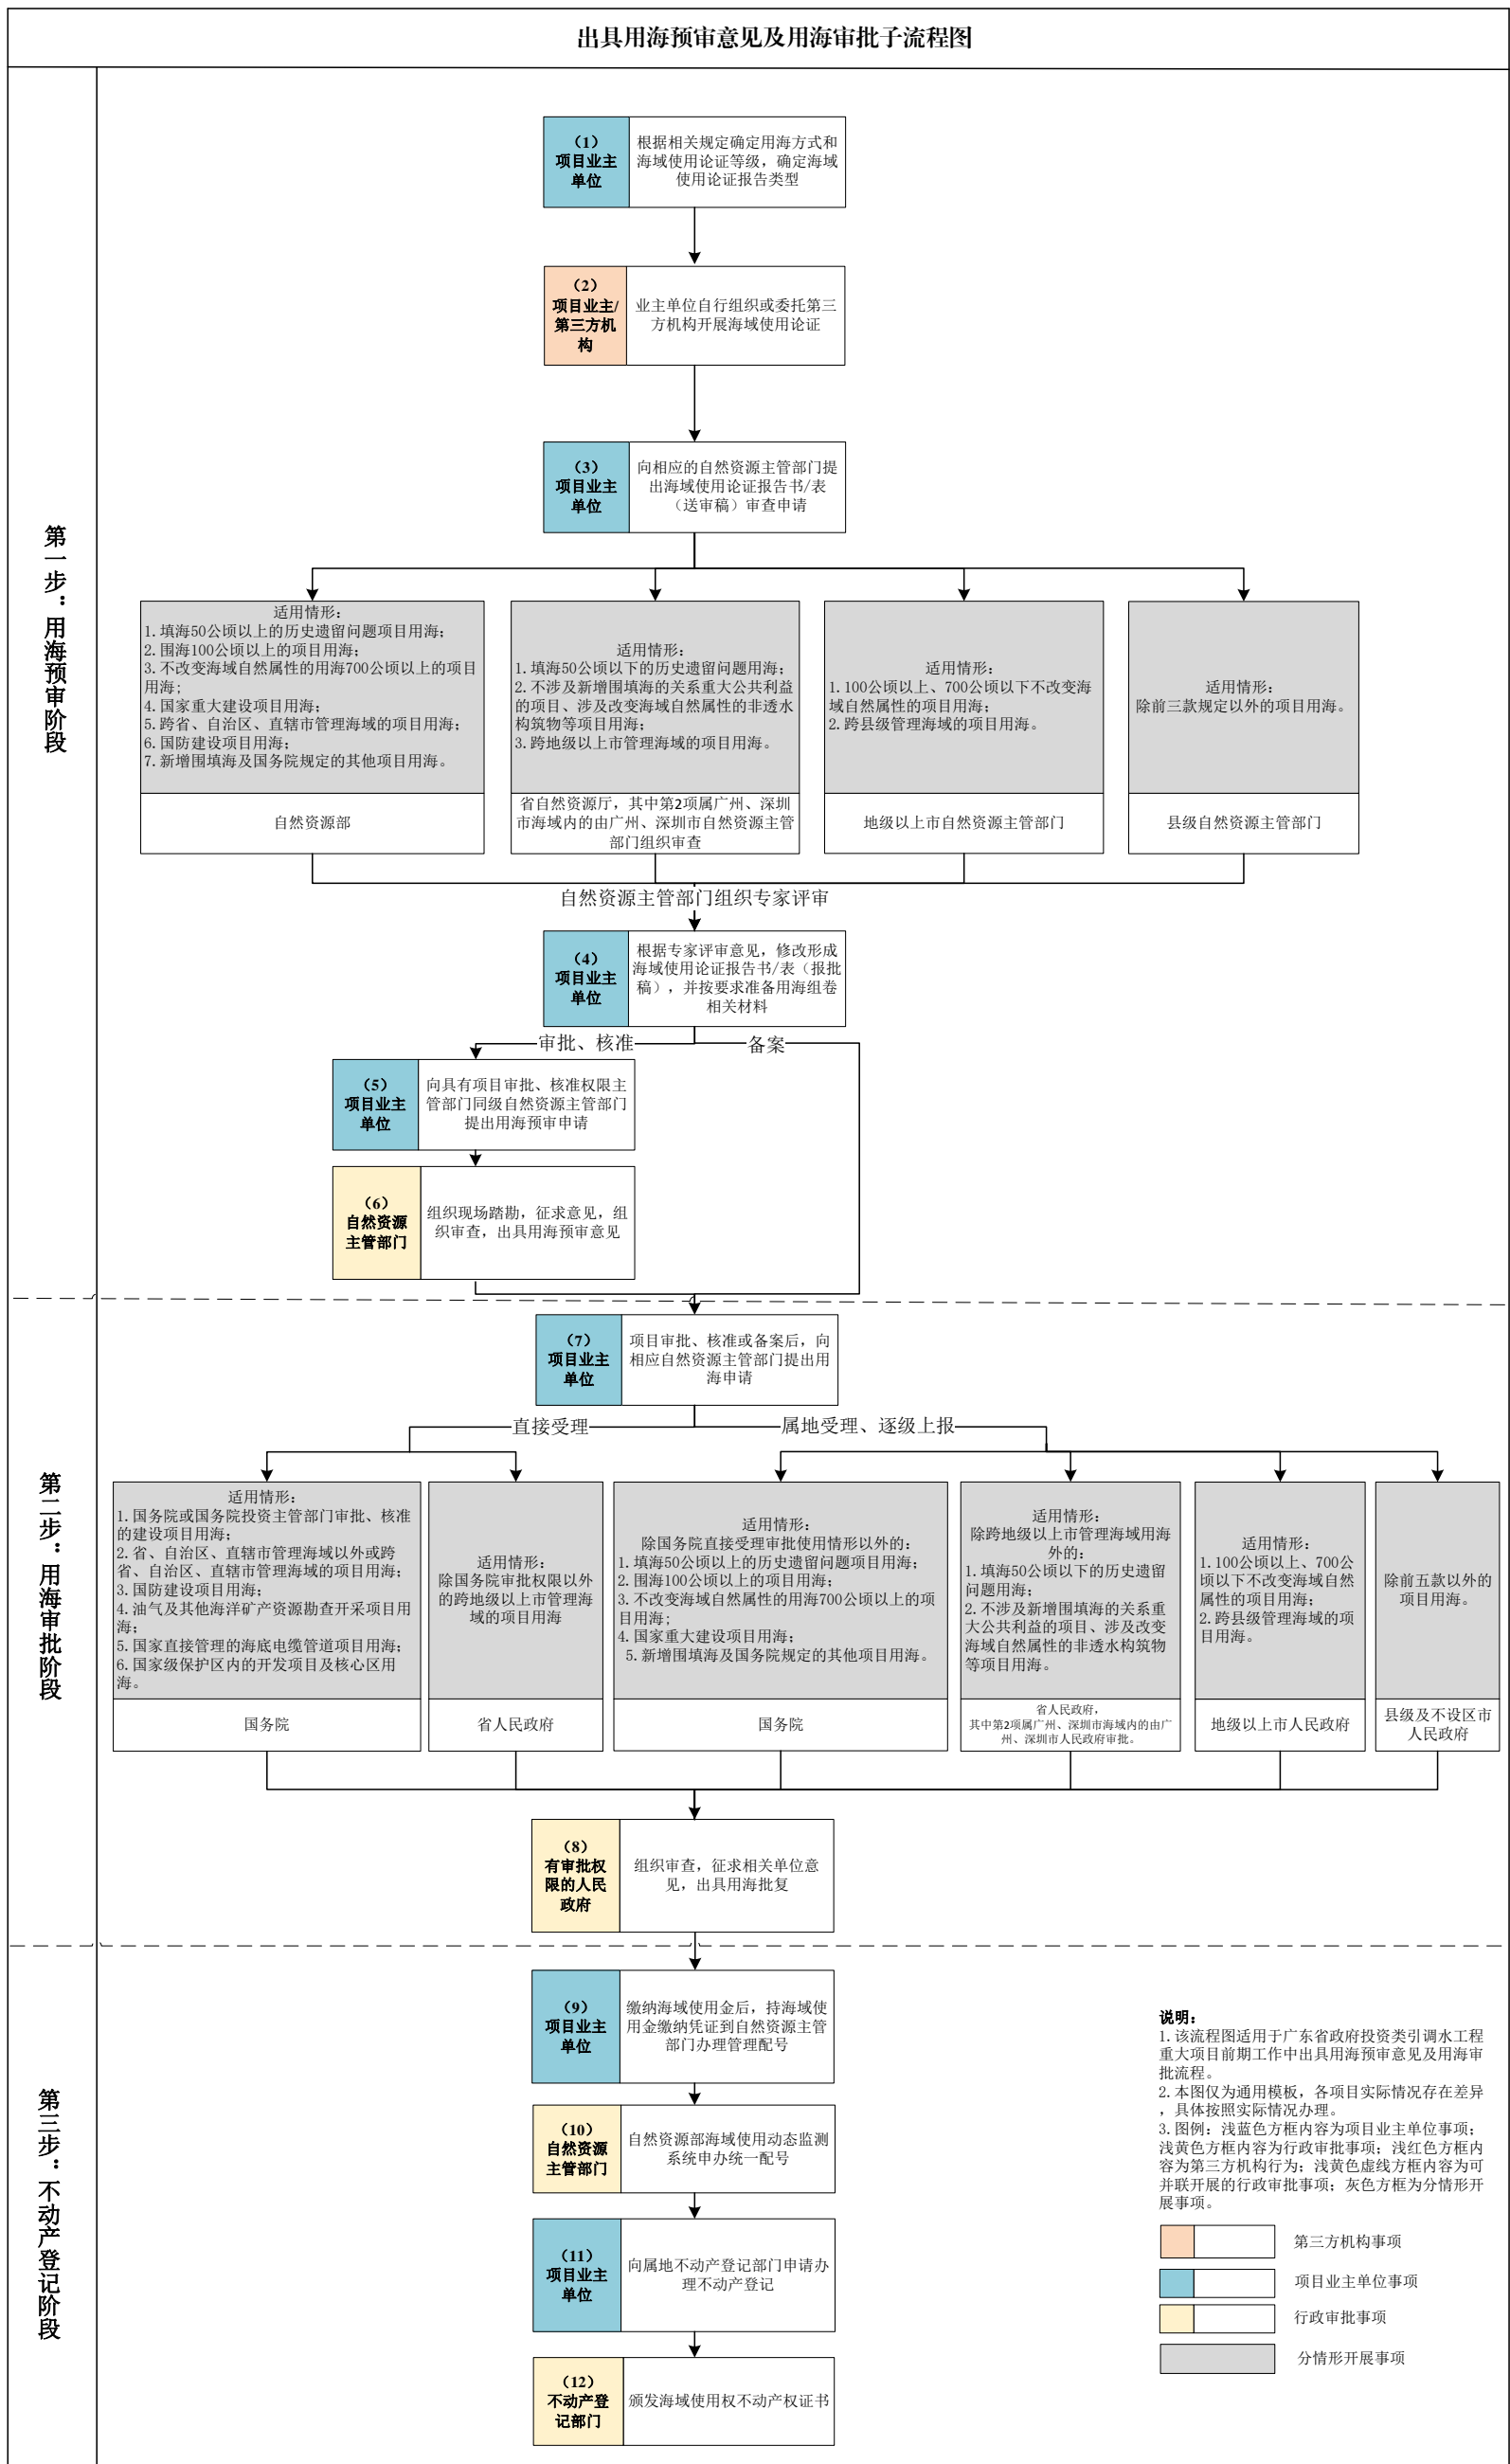 出具用海预审意见及用海审批子流程图
第一步：用海预审阶段
（1）
项目业主
单位
根据相关规定确定用海方式和
海域使用论证等级，确定海域
使用论证报告类型
（2）
项目业主/
第三方机
构
业主单位自行组织或委托第三
方机构开展海域使用论证
（3）
项目业主
单位
向相应的自然资源主管部门提
出海域使用论证报告书/表
（送审稿）审查申请
适用情形：
1.填海50公顷以上的历史遗留问题项目用海；
2.围海100公顷以上的项目用海；
3.不改变海域自然属性的用海700公顷以上的项目
用海；
4.国家重大建设项目用海；
5.跨省、自治区、直辖市管理海域的项目用海；
6.国防建设项目用海；
7.新增围填海及国务院规定的其他项目用海。
自然资源部
适用情形：
1.填海50公顷以下的历史遗留问题用海；
2.不涉及新增围填海的关系重大公共利益
的项目、涉及改变海域自然属性的非透水
构筑物等项目用海；
3.跨地级以上市管理海域的项目用海。
省自然资源厅，其中第2项属广州、深圳
市海域内的由广州、深圳市自然资源主管
部门组织审查
适用情形：
1.100公顷以上、700公顷以下不改变海
域自然属性的项目用海；
2.跨县级管理海域的项目用海。
地级以上市自然资源主管部门
适用情形：
除前三款规定以外的项目用海。
县级自然资源主管部门
自然资源主管部门组织专家评审
（4）
项目业主
单位
根据专家评审意见，修改形成
海域使用论证报告书/表（报批
稿），并按要求准备用海组卷
相关材料
审批、核准
备案
（5）
项目业主
单位
向具有项目审批、核准权限主
管部门同级自然资源主管部门
提出用海预审申请
（6）
自然资源
主管部门
组织现场踏勘，征求意见，组
织审查，出具用海预审意见
第二步：用海审批阶段
（7）
项目业主
单位
项目审批、核准或备案后，向
相应自然资源主管部门提出用
海申请
直接受理
属地受理、逐级上报
适用情形：
1.国务院或国务院投资主管部门审批、核准
的建设项目用海；
2.省、自治区、直辖市管理海域以外或跨
省、自治区、直辖市管理海域的项目用海；
3.国防建设项目用海；
4.油气及其他海洋矿产资源勘查开采项目用
海；
5.国家直接管理的海底电缆管道项目用海；
6.国家级保护区内的开发项目及核心区用
海。
国务院
适用情形：
除国务院审批权限以外
的跨地级以上市管理海
域的项目用海
省人民政府
适用情形：
除国务院直接受理审批使用情形以外的：
1.填海50公顷以上的历史遗留问题项目用海；
2.围海100公顷以上的项目用海；
3.不改变海域自然属性的用海700公顷以上的项
目用海；
4.国家重大建设项目用海；
5.新增围填海及国务院规定的其他项目用海。
国务院
适用情形：
除跨地级以上市管理海域用海
外的：
1.填海50公顷以下的历史遗留
问题用海；
2.不涉及新增围填海的关系重
大公共利益的项目、涉及改变
海域自然属性的非透水构筑物
等项目用海。
省人民政府，
其中第2项属广州、深圳市海域内的由广
州、深圳市人民政府审批。
适用情形：
1.100公顷以上、700公
顷以下不改变海域自然
属性的项目用海；
2.跨县级管理海域的项
目用海。
地级以上市人民政府
除前五款以外的
项目用海。
县级及不设区市
人民政府
（8）
有审批权
限的人民
政府
组织审查，征求相关单位意
见，出具用海批复
第三步：不动产登记阶段
（9）
项目业主
单位
缴纳海域使用金后，持海域使
用金缴纳凭证到自然资源主管
部门办理管理配号
（10）
自然资源
主管部门
自然资源部海域使用动态监测
系统申办统一配号
（11）
项目业主
单位
向属地不动产登记部门申请办
理不动产登记
（12）
不动产登
记部门
颁发海域使用权不动产权证书
说明：
1.该流程图适用于广东省政府投资类引调水工程
重大项目前期工作中出具用海预审意见及用海审
批流程。
2.本图仅为通用模板，各项目实际情况存在差异
，具体按照实际情况办理。
3.图例：浅蓝色方框内容为项目业主单位事项；
浅黄色方框内容为行政审批事项；浅红色方框内
容为第三方机构行为；浅黄色虚线方框内容为可
并联开展的行政审批事项；灰色方框为分情形开
展事项。
第三方机构事项
项目业主单位事项
行政审批事项
分情形开展事项